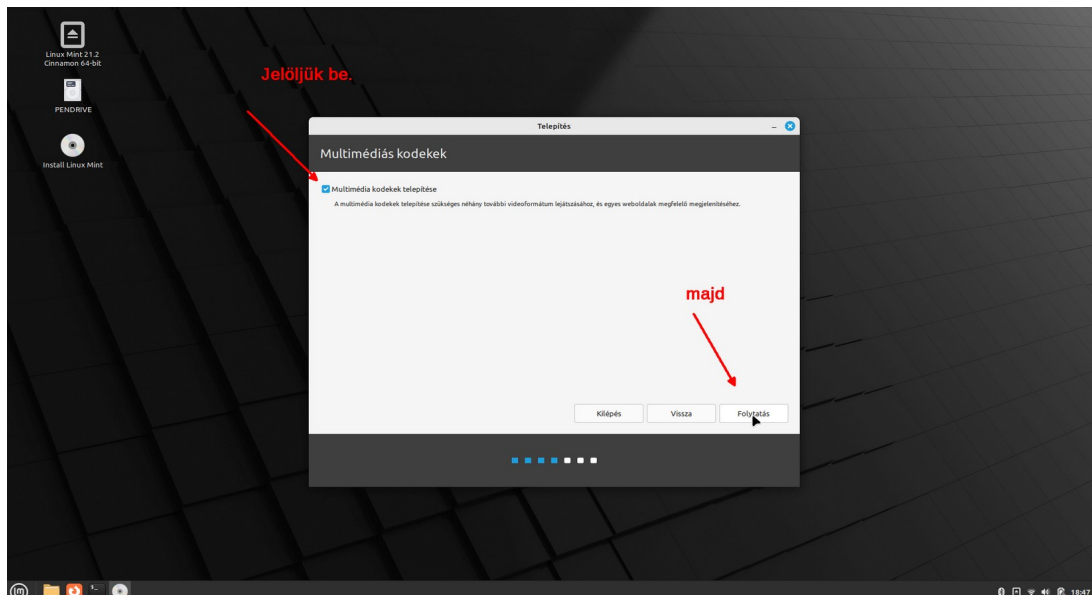 Linux Mint 21.2
Cinnamon 64-bit
PENDRIVE
Install Linux Mint
Jelöljük be.
Telepítés
Multimédiás kodekek
Multimédia kodekek telepítése
A multimédia kodekek telepítése szükséges néhány további videoformátum lejátszásához, és egyes weboldalak megfelelő megjelenítéséhez.
majd
Kilépés
Vissza
Folytatás
18:47